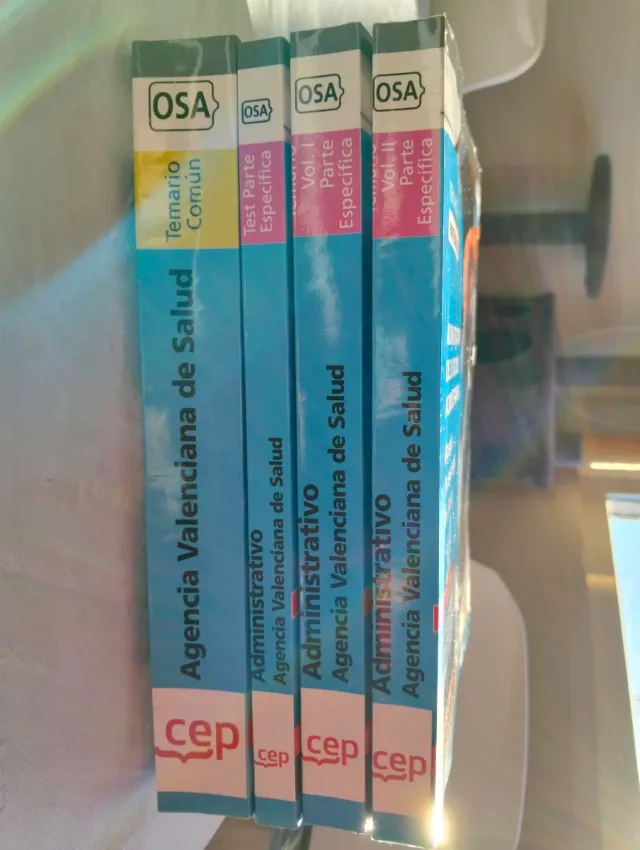 OSA
Temario
Común
Agencia Valenciana de Salud
cep
OSA
Test Parte
Específica
Administrativo
Agencia Valenciana de Salud
cep
OSA
Temario
Vol. I
Parte
Específica
Administrativo
Agencia Valenciana de Salud
cep
OSA
Temario
Vol. II
Parte
Específica
Administrativo
Agencia Valenciana de Salud
cep